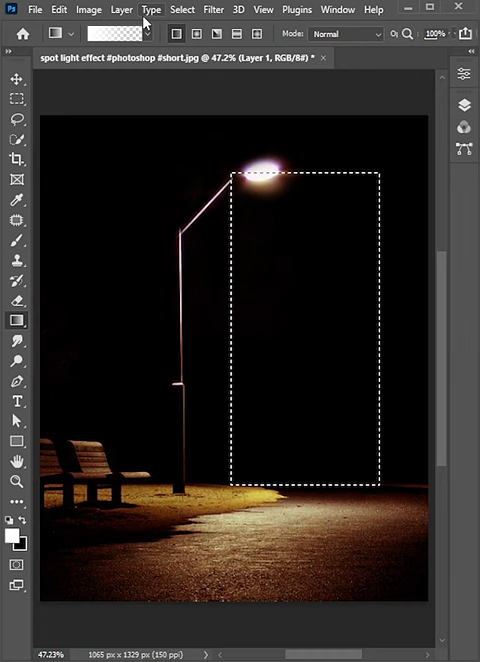 Ps File Edit Image Layer Type Select Filter 3D View Plugins Window Help
Mode: Normal 100%
spot light effect #photoshop #short.jpg @ 47.2% (Layer 1, RGB/8#) *
T
47.23% 1065 px x 1329 px (150 ppi)